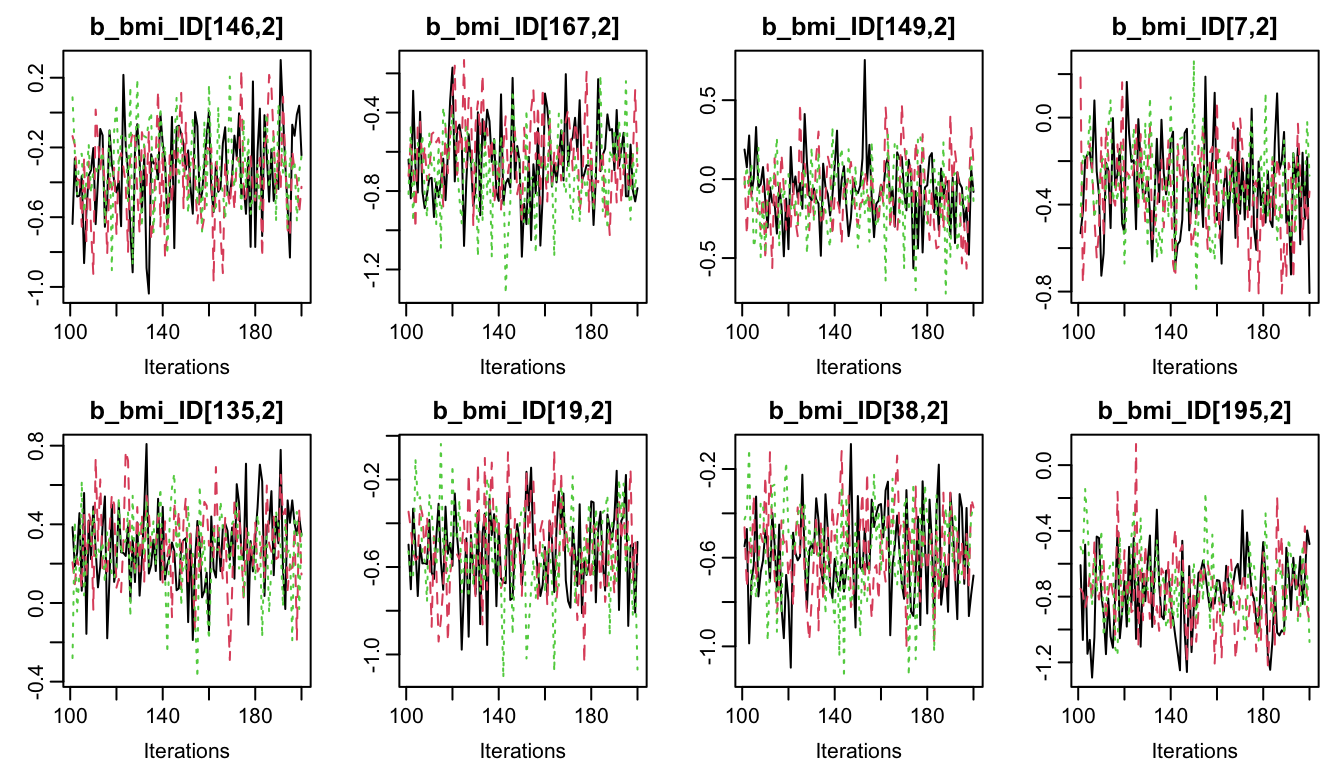 b_bmi_ID[146,2] b_bmi_ID[167,2] b_bmi_ID[149,2] b_bmi_ID[7,2]
0.2 -0.2 -0.6 -1.0
-0.4 -0.8 -1.2
0.5 0.0 -0.5
0.0 -0.4 -0.8
100 140 180 100 140 180 100 140 180 100 140 180
Iterations Iterations Iterations Iterations
b_bmi_ID[135,2] b_bmi_ID[19,2] b_bmi_ID[38,2] b_bmi_ID[195,2]
0.8 0.4 0.0 -0.4
-0.2 -0.6 -1.0
-0.2 -0.6 -1.0
0.0 -0.4 -0.8 -1.2
100 140 180 100 140 180 100 140 180 100 140 180
Iterations Iterations Iterations Iterations